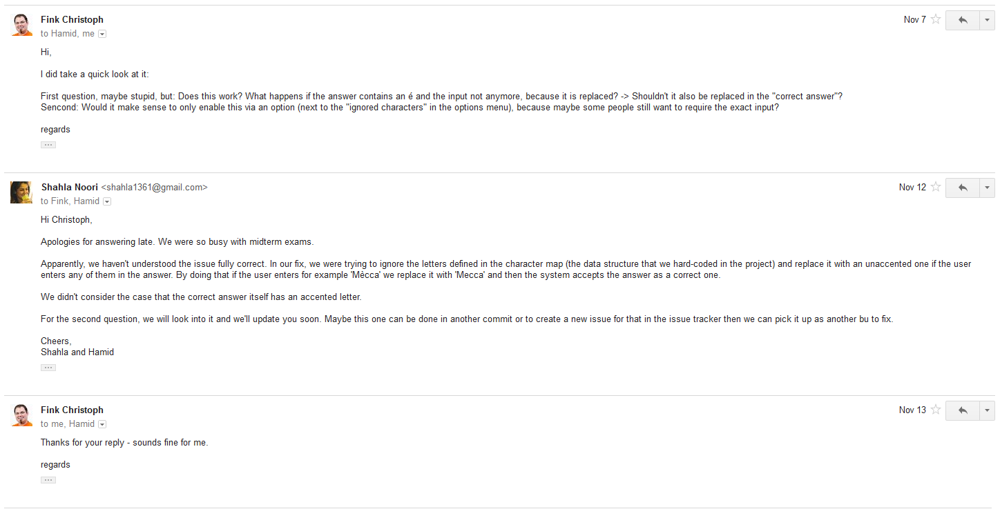 Fink Christoph
Nov 7
to Hamid, me
Hi,
I did take a quick look at it:
First question, maybe stupid, but: Does this work? What happens if the answer contains an é and the input not anymore, because it is replaced? -> Shouldn't it also be replaced in the "correct answer"?
Sencond: Would it make sense to only enable this via an option (next to the "ignored characters" in the options menu), because maybe some people still want to require the exact input?
regards
Shahla Noori <shahla1361@gmail.com>
Nov 12
to Fink, Hamid
Hi Christoph,
Apologies for answering late. We were so busy with midterm exams.
Apparently, we haven't understood the issue fully correct. In our fix, we were trying to ignore the letters defined in the character map (the data structure that we hard-coded in the project) and replace it with an unaccented one if the user
enters any of them in the answer. By doing that if the user enters for example 'Mècca' we replace it with 'Mecca' and then the system accepts the answer as a correct one.
We didn't consider the case that the correct answer itself has an accented letter.
For the second question, we will look into it and we'll update you soon. Maybe this one can be done in another commit or to create a new issue for that in the issue tracker then we can pick it up as another bu to fix.
Cheers,
Shahla and Hamid
Fink Christoph
Nov 13
to me, Hamid
Thanks for your reply - sounds fine for me.
regards